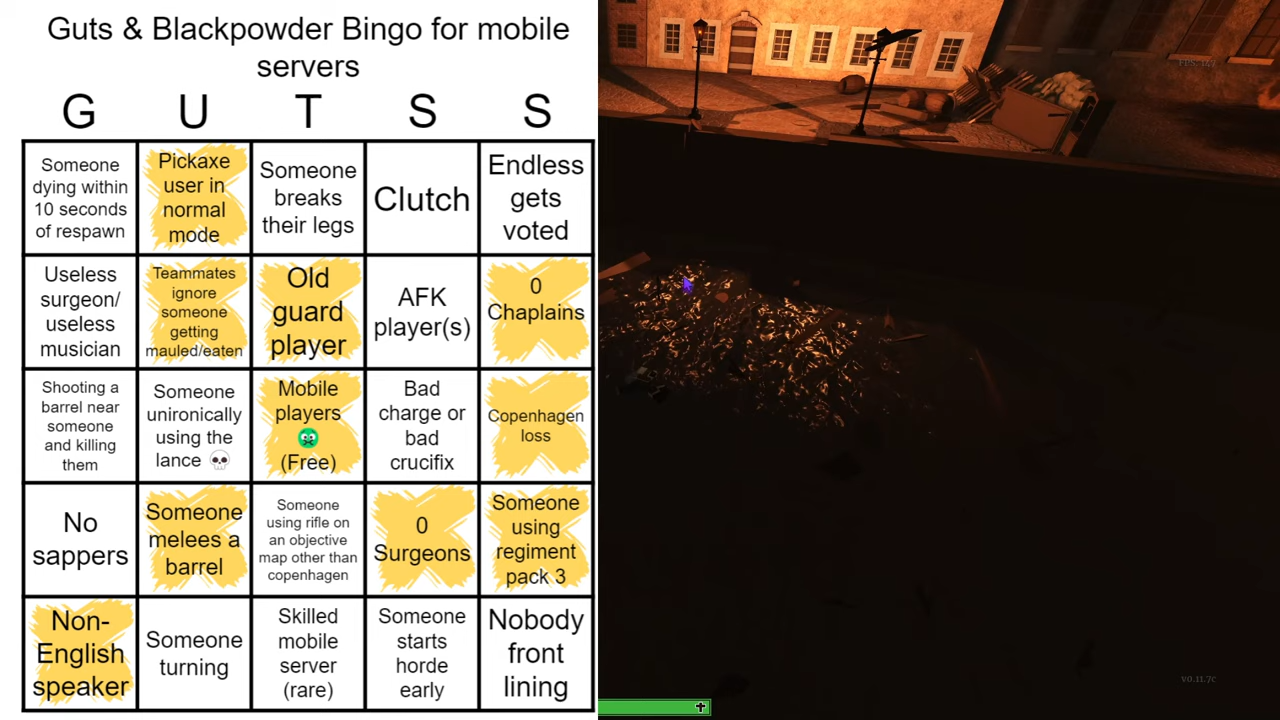 Guts & Blackpowder Bingo for mobile
servers
G U T S S
Someone
dying within
10 seconds
of respawn
Pickaxe
user in
normal
mode
Someone
breaks
their legs
Clutch
Endless
gets
voted
Useless
surgeon/
useless
musician
Teammates
ignore
someone
getting
mauled/eaten
Old
guard
player
AFK
player(s)
0
Chaplains
Shooting a
barrel near
someone
and killing
them
Someone
unironically
using the
lance 💀
Mobile
players
🤢
(Free)
Bad
charge or
bad
crucifix
Copenhagen
loss
No
sappers
Someone
melees a
barrel
Someone
using rifle on
an objective
map other than
copenhagen
0
Surgeons
Someone
using
regiment
pack 3
Non-
English
speaker
Someone
turning
Skilled
mobile
server
(rare)
Someone
starts
horde
early
Nobody
front
lining
v0.11.7c